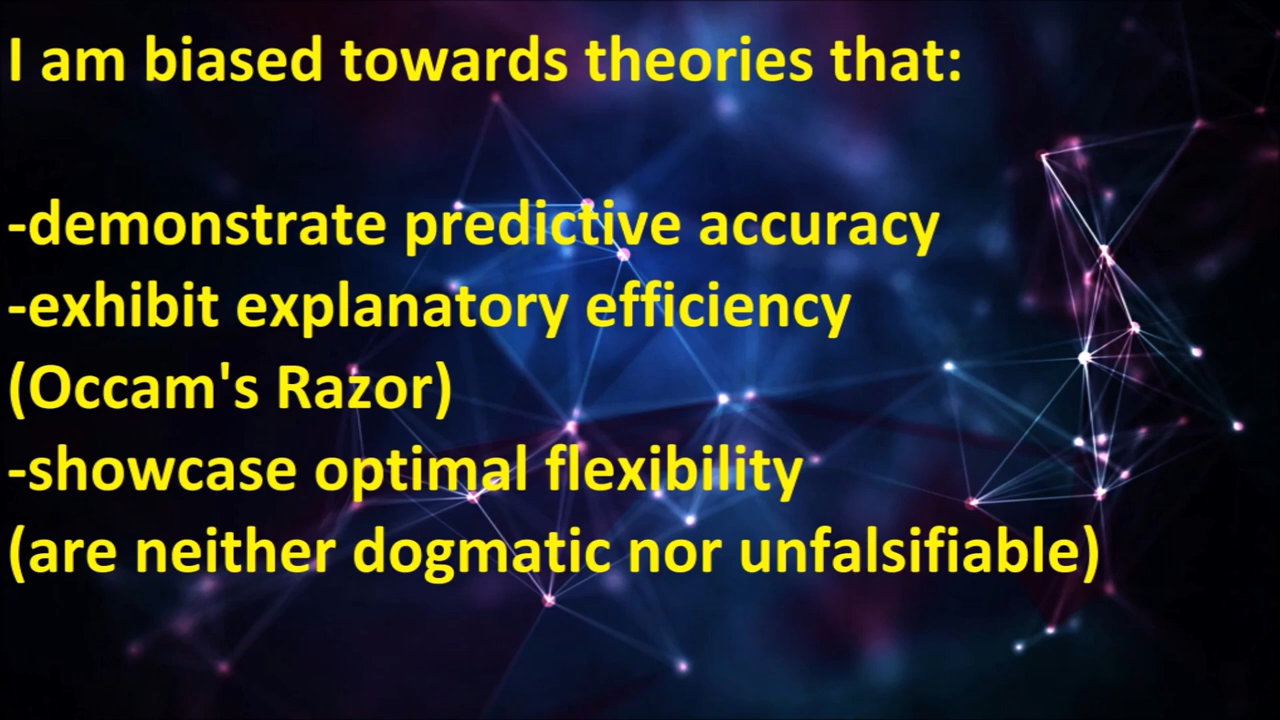 I am biased towards theories that:
-demonstrate predictive accuracy
-exhibit explanatory efficiency
(Occam's Razor)
-showcase optimal flexibility
(are neither dogmatic nor unfalsifiable)